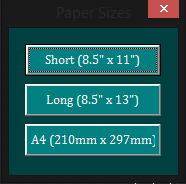 Paper Sizes
Short (8.5" x 11")
Long (8.5" x 13")
A4 (210mm x 297mm)